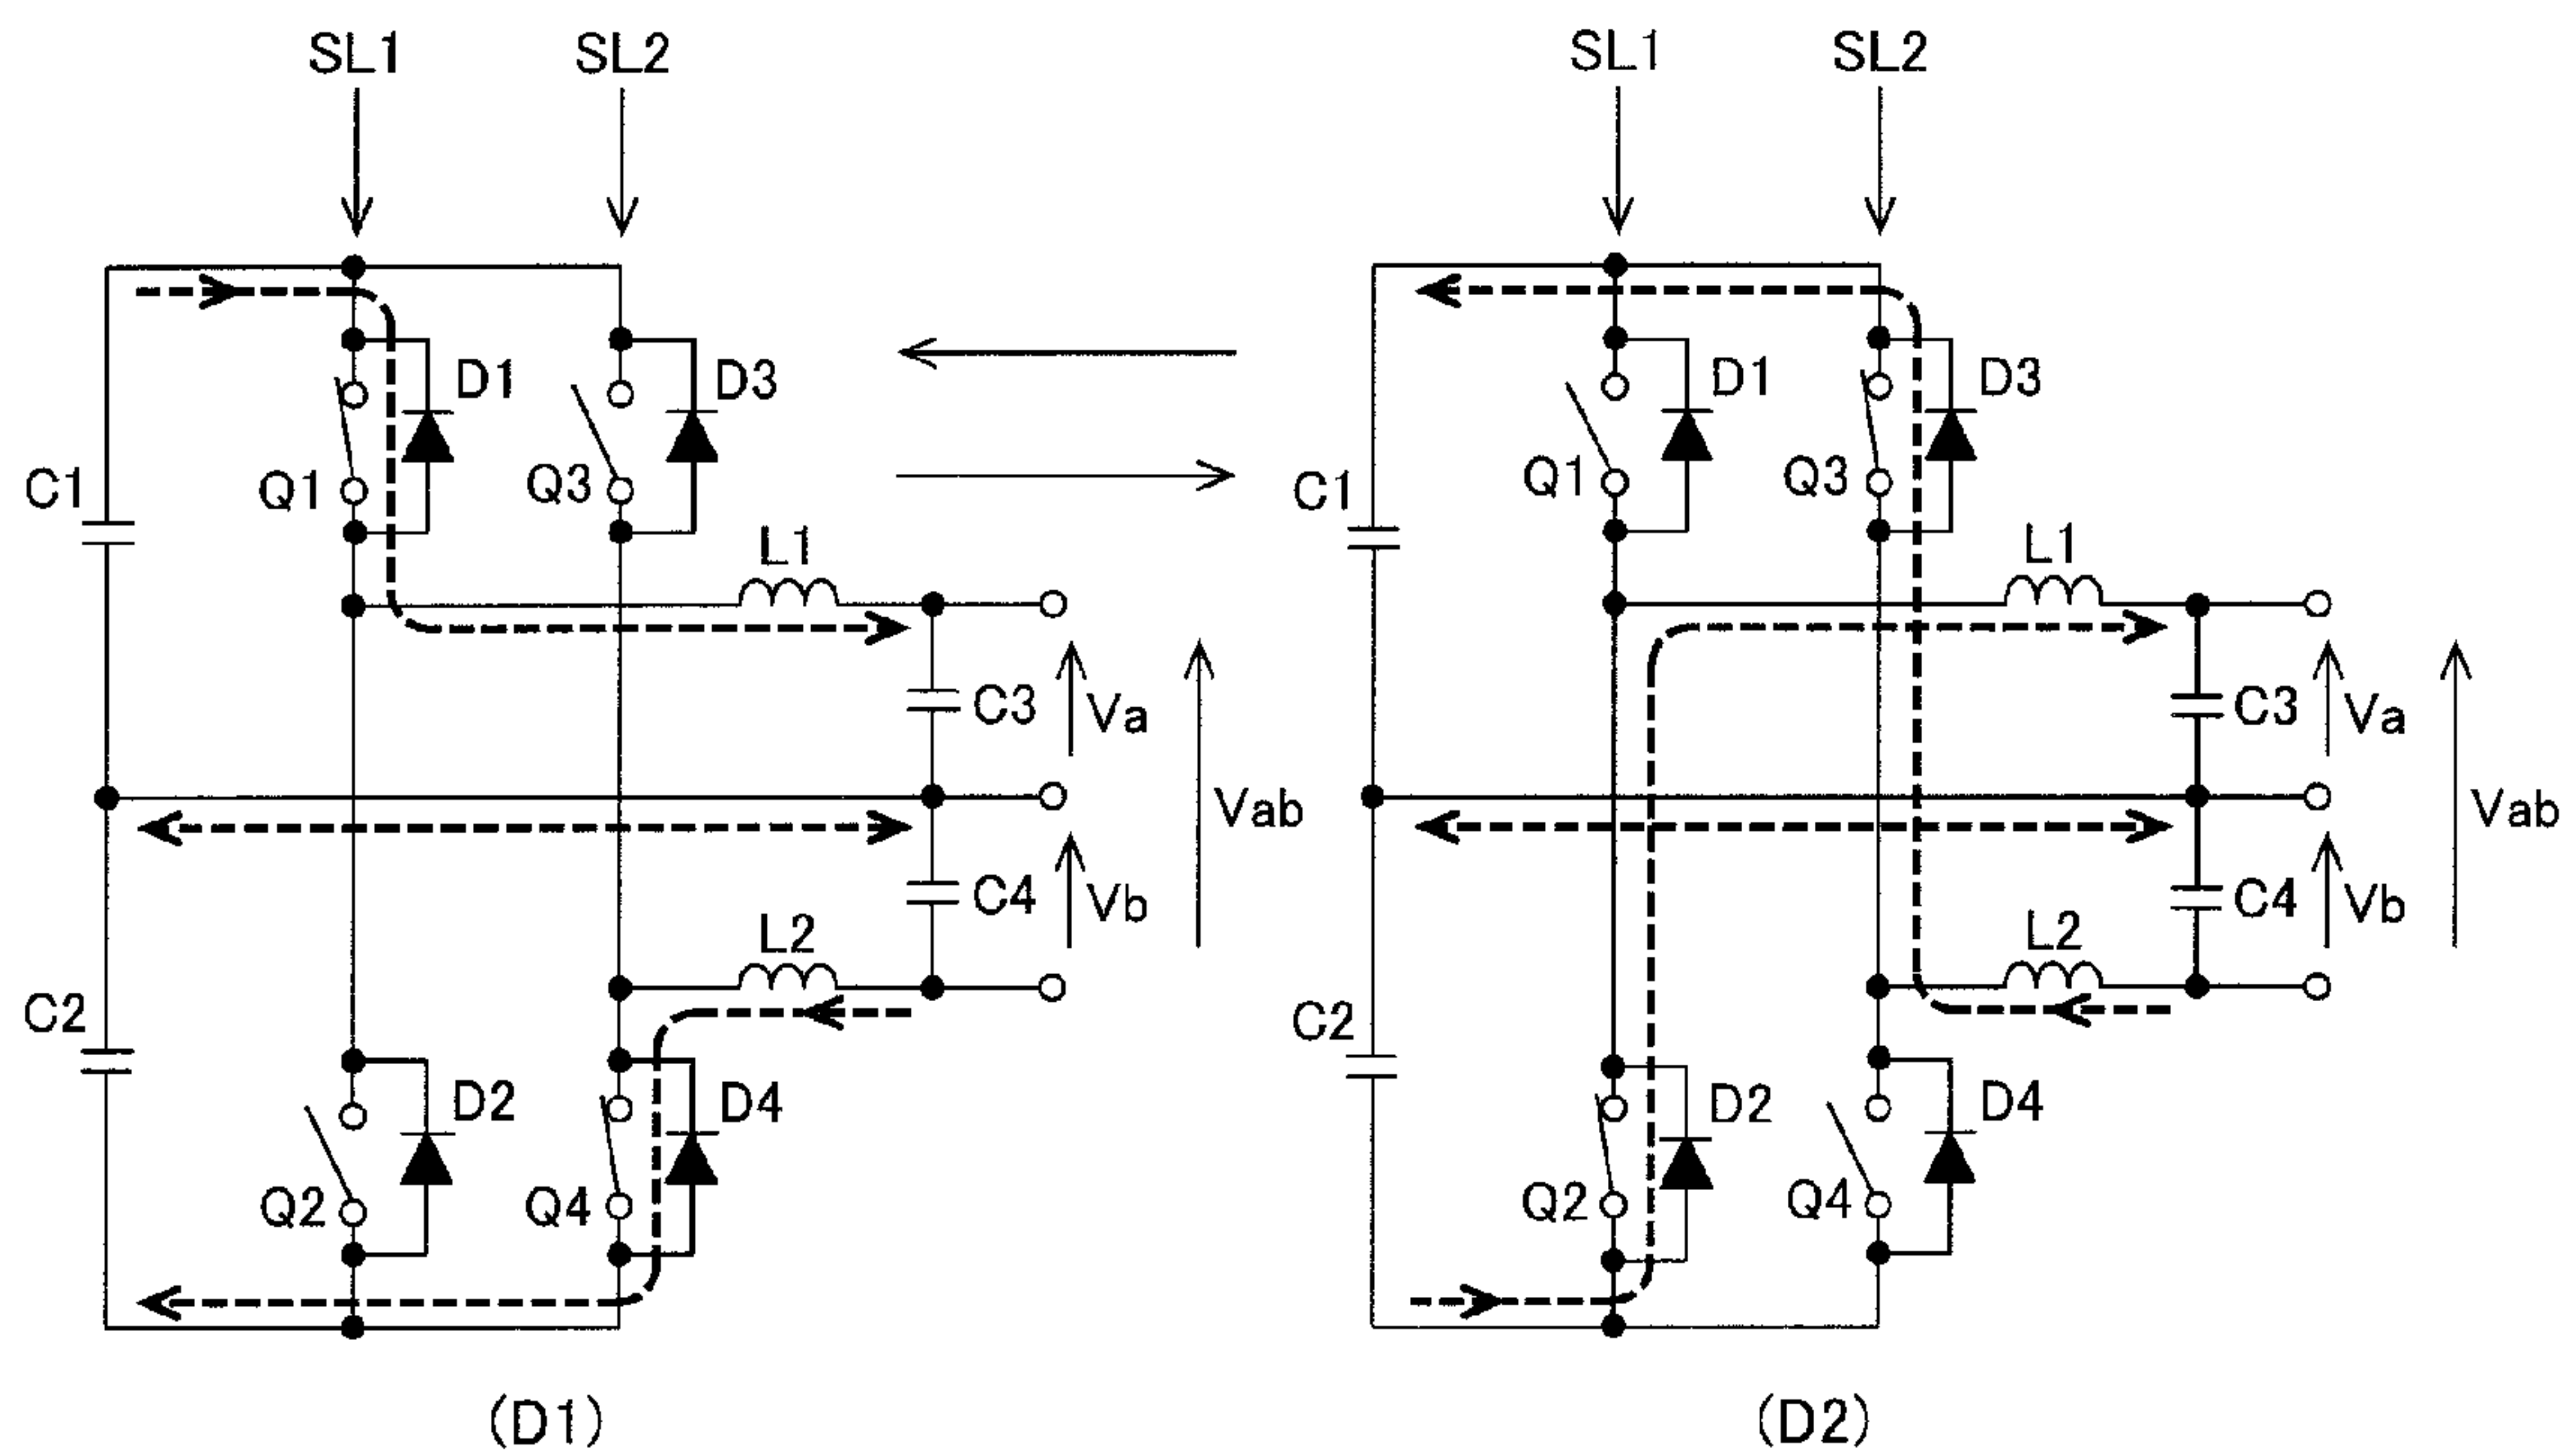 SL1 SL2 SL1 SL2
D1 D3 D1 D3
C1 Q1 Q3 C1 Q1 Q3
L1 L1
C3 Va C3 Va
Vab Vab
C4 Vb C4 Vb
L2 L2
C2 C2
D2 D4 D2 D4
Q2 Q4 Q2 Q4
(D1) (D2)